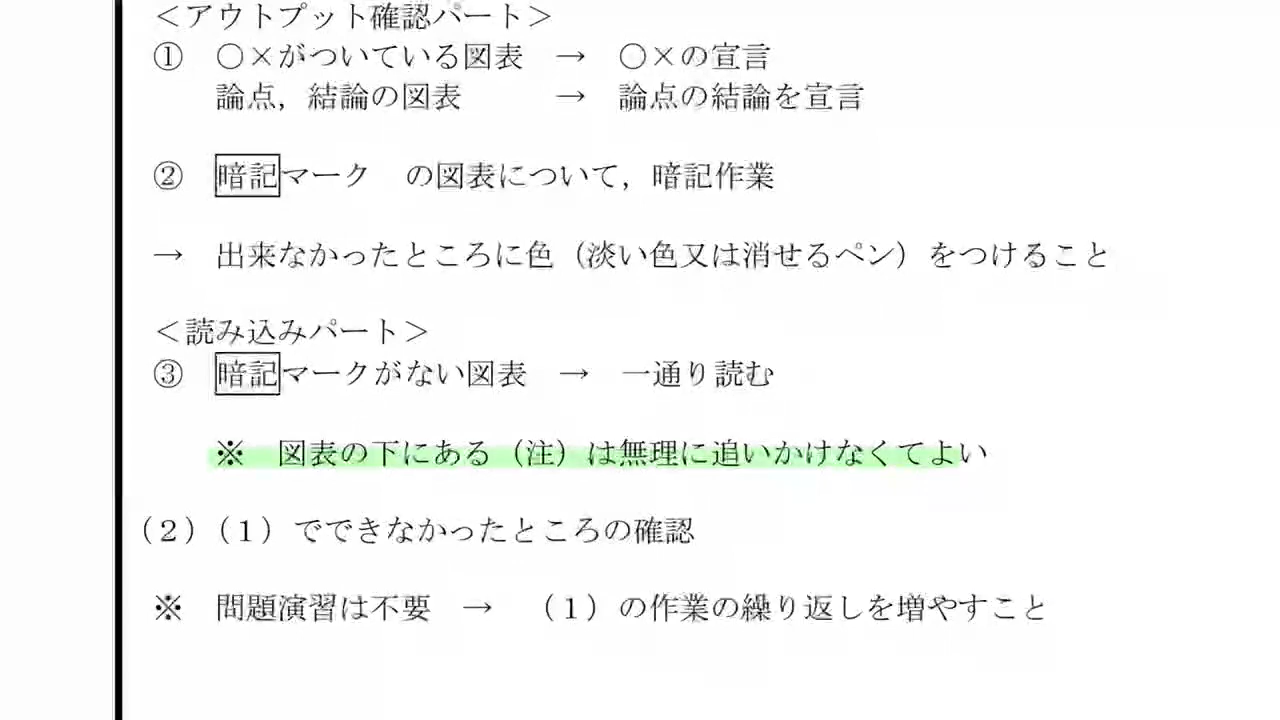 ＜アウトプット確認パート＞
①　〇×がついている図表　→　〇×の宣言
論点，結論の図表　　　→　論点の結論を宣言
②　暗記マーク　の図表について，暗記作業
→　出来なかったところに色（淡い色又は消せるペン）をつけること
＜読み込みパート＞
③　暗記マークがない図表　→　一通り読む
※　図表の下にある（注）は無理に追いかけなくてよい
（２）（１）でできなかったところの確認
※　問題演習は不要　→　（１）の作業の繰り返しを増やすこと